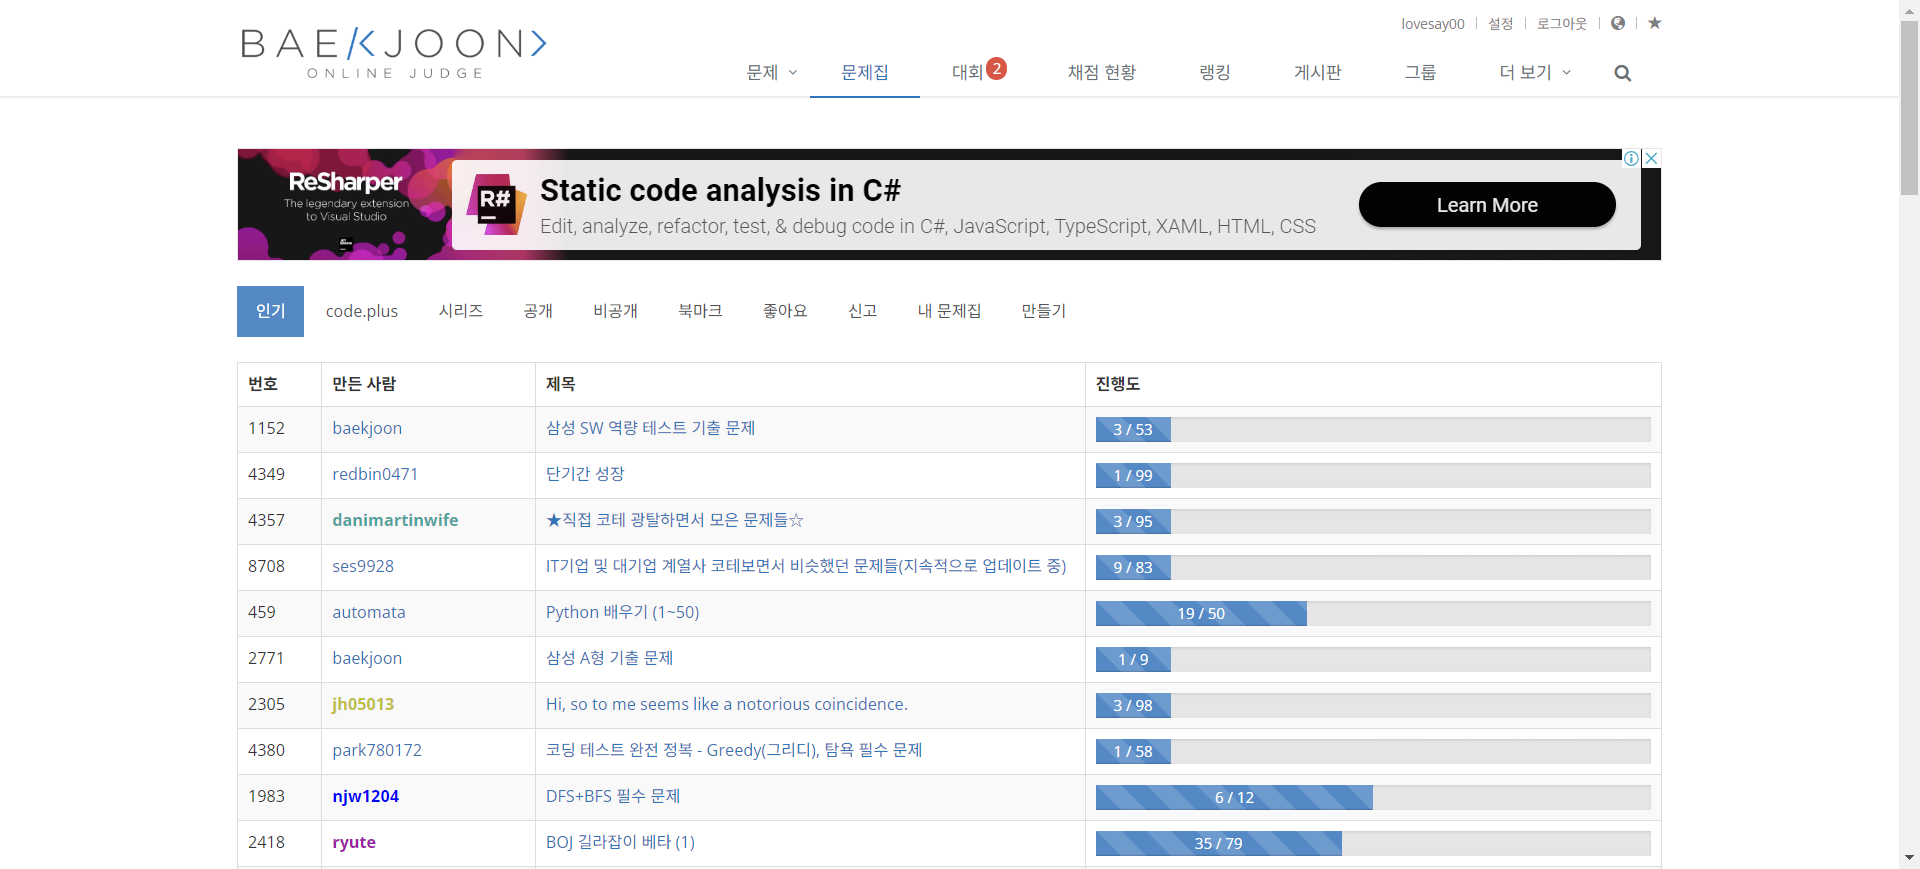 lovesay00 설정 로그아웃
BAEKJOON>
ONLINE JUDGE
문제 문제집 대회 2 채점 현황 랭킹 게시판 그룹 더 보기
ReSharper
The legendary extension
to Visual Studio
R#
Static code analysis in C#
Edit, analyze, refactor, test, & debug code in C#, JavaScript, TypeScript, XAML, HTML, CSS
Learn More
인기 code.plus 시리즈 공개 비공개 북마크 좋아요 신고 내 문제집 만들기
번호 만든 사람 제목 진행도
1152 baekjoon 삼성 SW 역량 테스트 기출 문제 3 / 53
4349 redbin0471 단기간 성장 1 / 99
4357 danimartinwife ★직접 코테 광탈하면서 모은 문제들☆ 3 / 95
8708 ses9928 IT기업 및 대기업 계열사 코테보면서 비슷했던 문제들(지속적으로 업데이트 중) 9 / 83
459 automata Python 배우기 (1~50) 19 / 50
2771 baekjoon 삼성 A형 기출 문제 1 / 9
2305 jh05013 Hi, so to me seems like a notorious coincidence. 3 / 98
4380 park780172 코딩 테스트 완전 정복 - Greedy(그리디), 탐욕 필수 문제 1 / 58
1983 njw1204 DFS+BFS 필수 문제 6 / 12
2418 ryute BOJ 길라잡이 베타 (1) 35 / 79